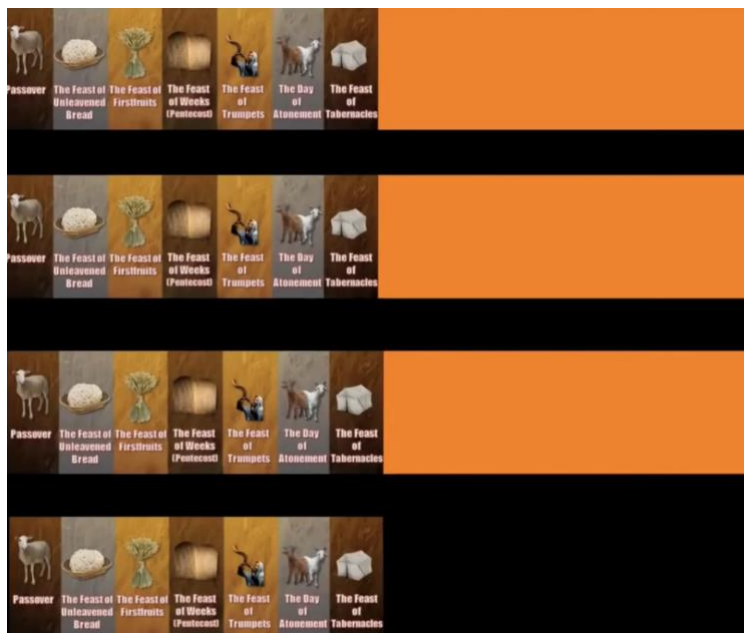 Passover
The Feast of
Unleavened
Bread
The Feast of
Firstfruits
The Feast
of Weeks
(Pentecost)
The Feast
of
Trumpets
The Day
of
Atonement
The Feast
of
Tabernacles
Passover
The Feast of
Unleavened
Bread
The Feast of
Firstfruits
The Feast
of Weeks
(Pentecost)
The Feast
of
Trumpets
The Day
of
Atonement
The Feast
of
Tabernacles
Passover
The Feast of
Unleavened
Bread
The Feast of
Firstfruits
The Feast
of Weeks
(Pentecost)
The Feast
of
Trumpets
The Day
of
Atonement
The Feast
of
Tabernacles
Passover
The Feast of
Unleavened
Bread
The Feast of
Firstfruits
The Feast
of Weeks
(Pentecost)
The Feast
of
Trumpets
The Day
of
Atonement
The Feast
of
Tabernacles